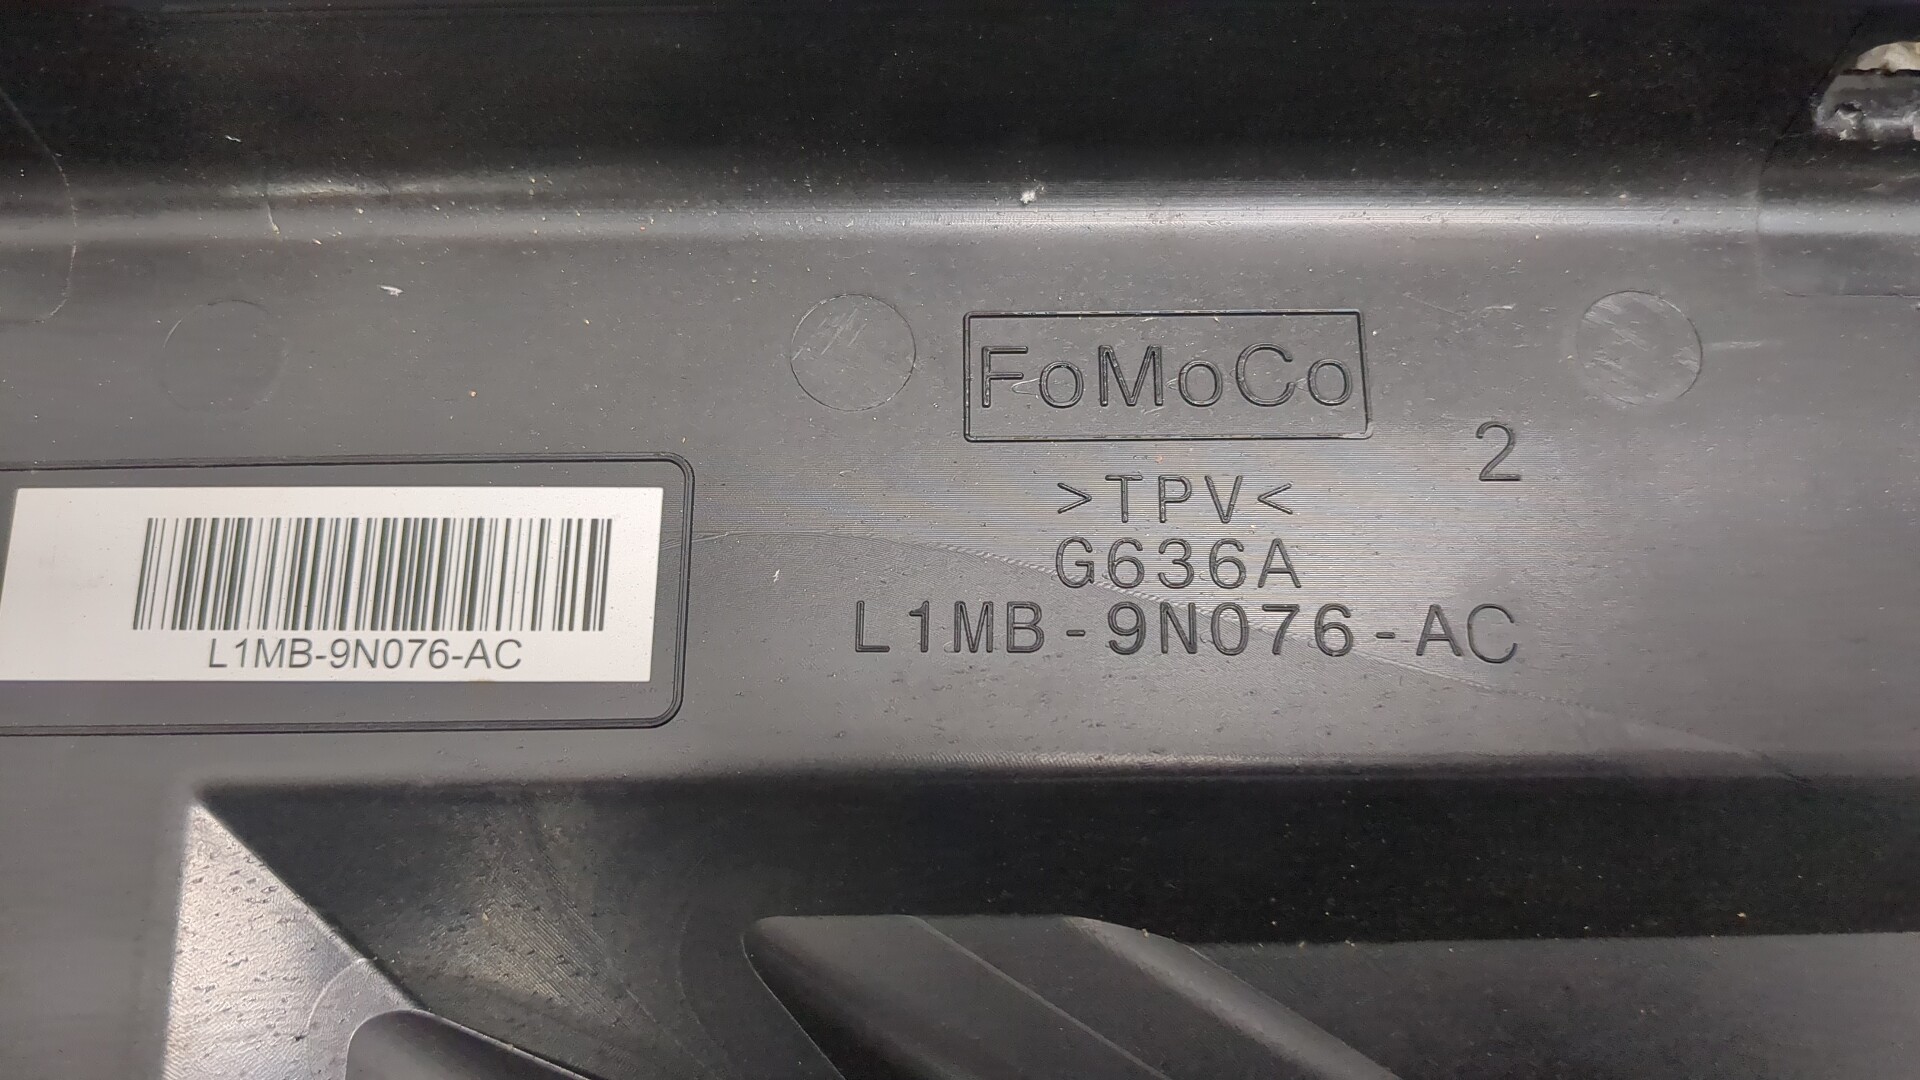 FoMoCo
2
>TPV<
G636A
L1MB-9N076-AC
L1MB-9N076-AC